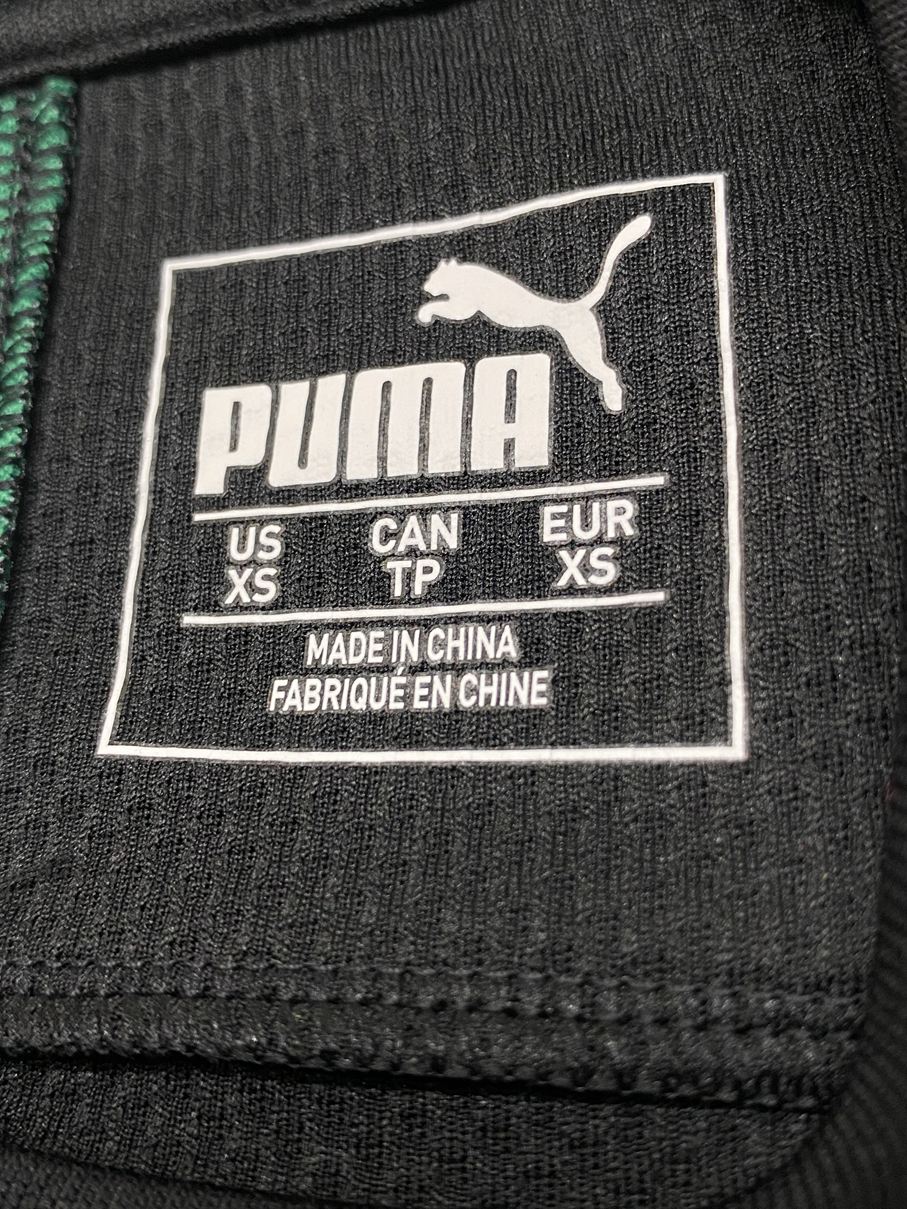 PUMA
US CAN EUR
XS TP XS
MADE IN CHINA
FABRIQUÉ EN CHINE